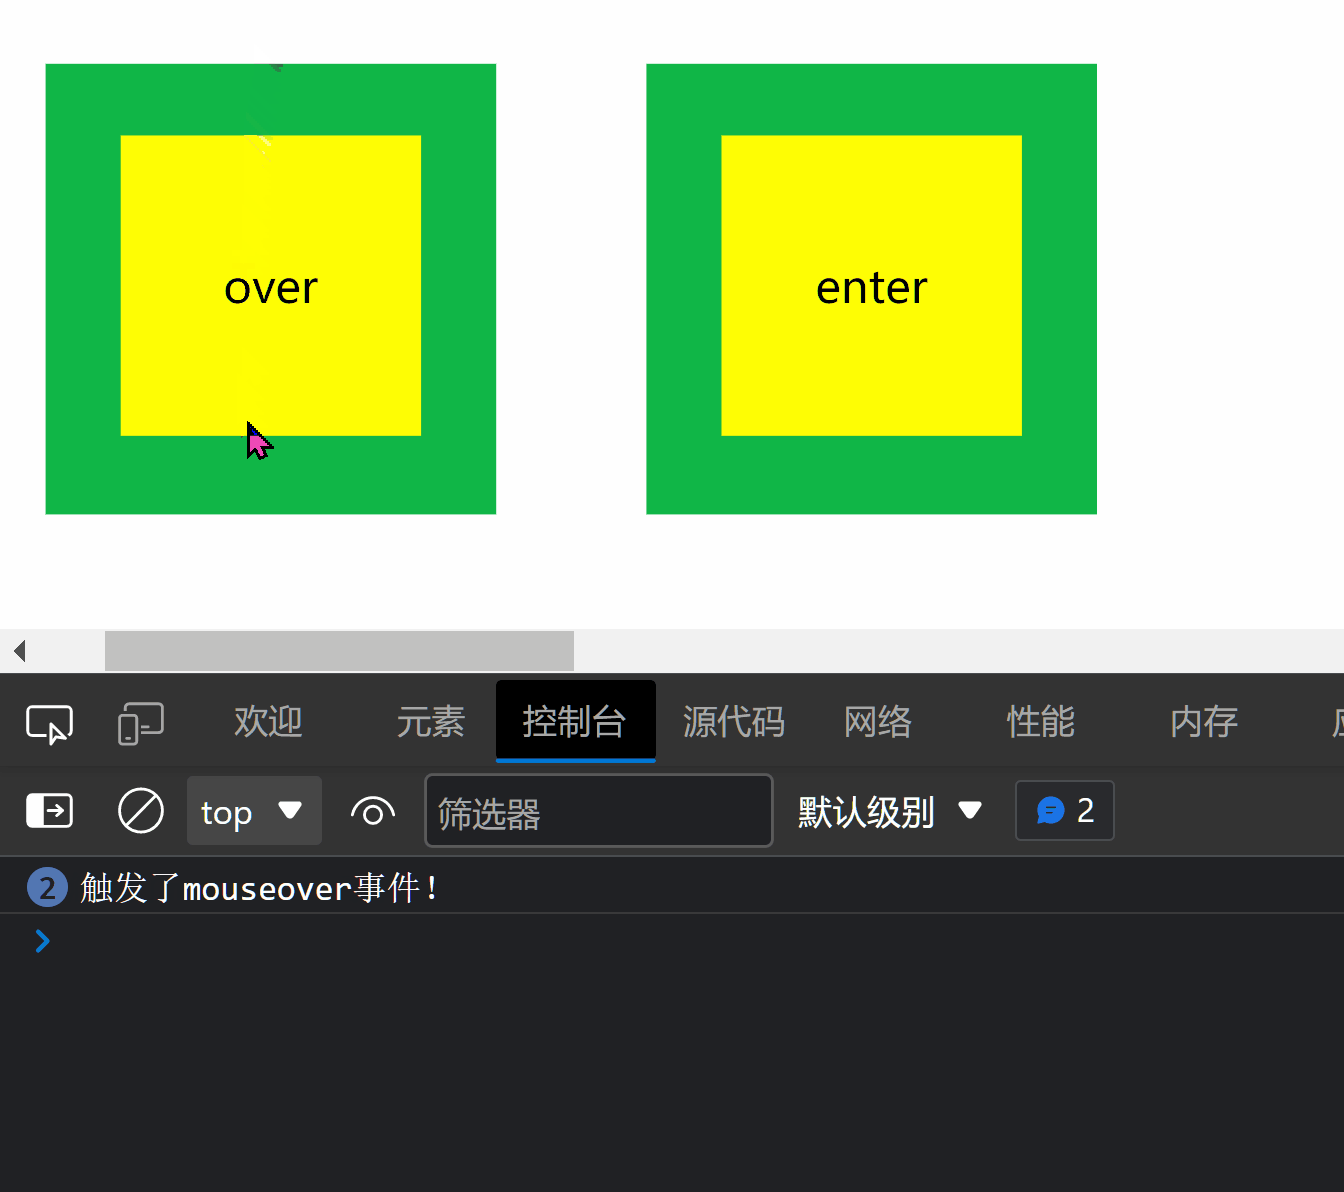 over enter
欢迎 元素 控制台 源代码 网络 性能 内存
top 筛选器 默认级别 2
2 触发了mouseover事件!